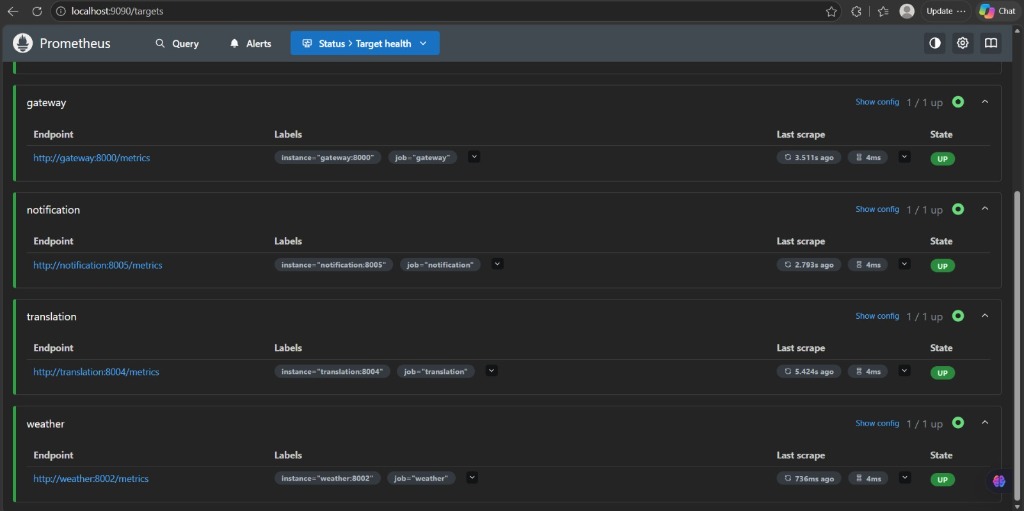 localhost:9090/targets
Update
Chat
Prometheus
Query
Alerts
Status > Target health
gateway
Show config
1 / 1 up
Endpoint Labels Last scrape State
http://gateway:8000/metrics instance="gateway:8000" job="gateway" 3.511s ago 4ms UP
notification
Show config
1 / 1 up
Endpoint Labels Last scrape State
http://notification:8005/metrics instance="notification:8005" job="notification" 2.793s ago 4ms UP
translation
Show config
1 / 1 up
Endpoint Labels Last scrape State
http://translation:8004/metrics instance="translation:8004" job="translation" 5.424s ago 4ms UP
weather
Show config
1 / 1 up
Endpoint Labels Last scrape State
http://weather:8002/metrics instance="weather:8002" job="weather" 736ms ago 4ms UP